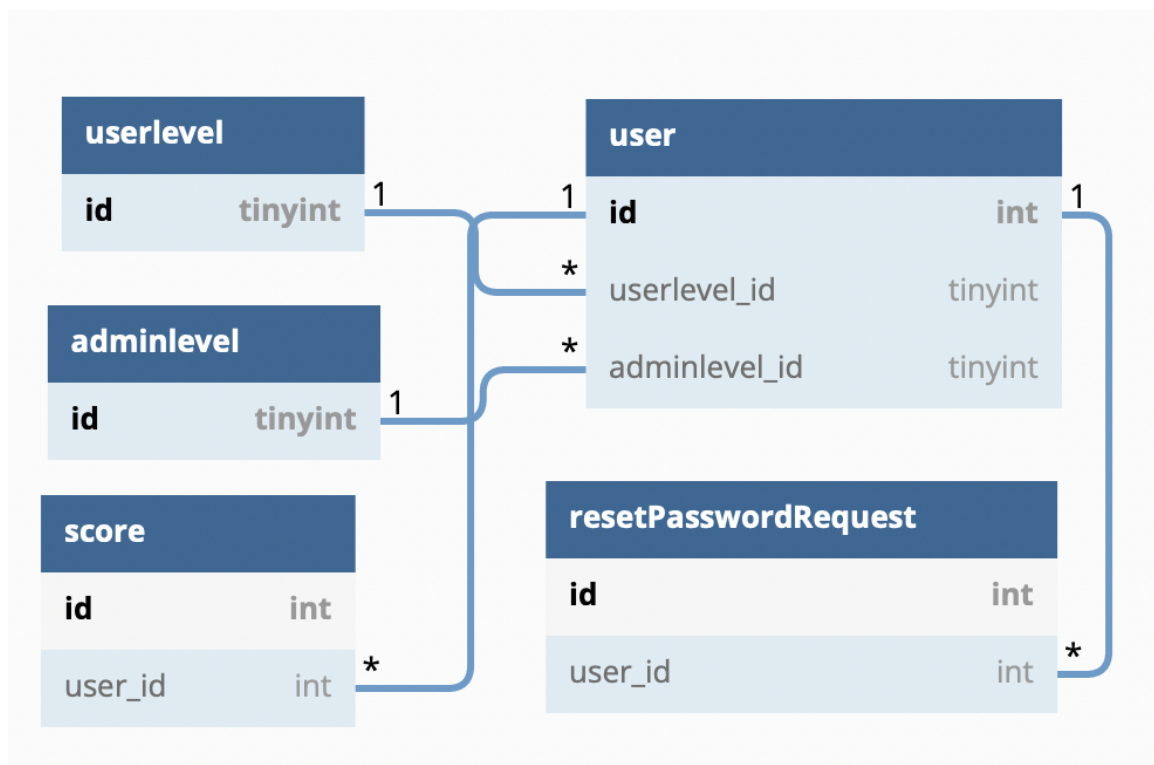 userlevel
id tinyint 1
adminlevel
id tinyint 1
score
id int
user_id int *
user
1 id int 1
* userlevel_id tinyint
* adminlevel_id tinyint
resetPasswordRequest
id int
user_id int *